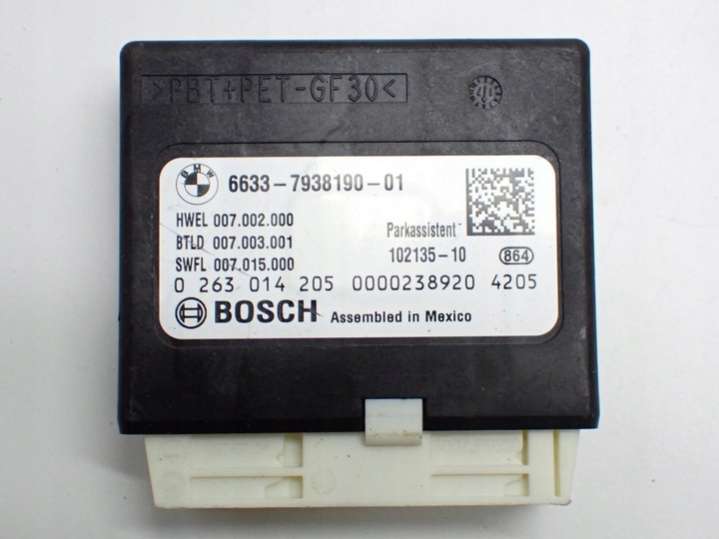 >PBT+PET-GF30<
BMW
6633-7938190-01
HWEL 007.002.000
BTLD 007.003.001
SWFL 007.015.000
Parkassistent
102135-10
864
0 263 014 205 0000238920 4205
BOSCH Assembled in Mexico